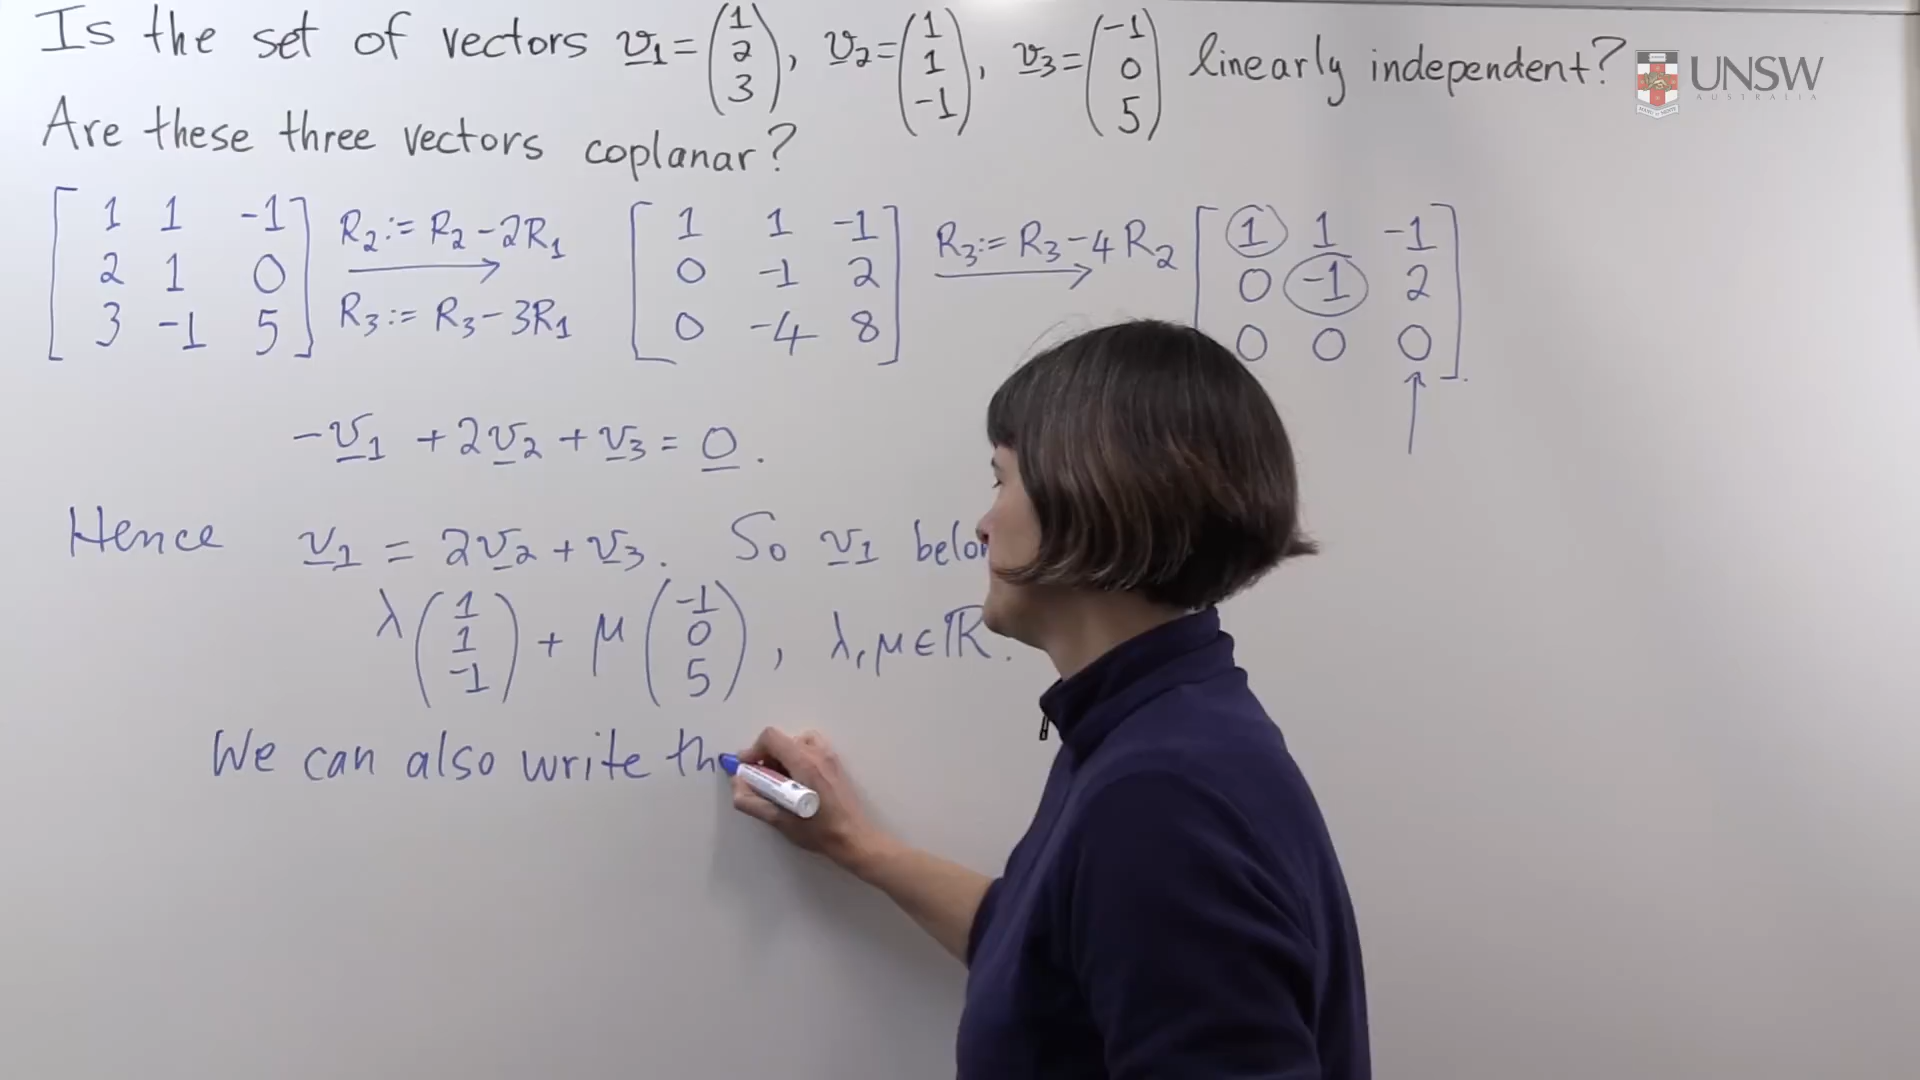 Is the set of vectors v1 = (1 2 3), v2 = (1 1 -1), v3 = (-1 0 5) linearly independent?
UNSW
AUSTRALIA
Are these three vectors coplanar?
[1 1 -1
2 1 0
3 -1 5]
R2 := R2 - 2R1
R3 := R3 - 3R1
[1 1 -1
0 -1 2
0 -4 8]
R3 := R3 - 4R2
[1 1 -1
0 -1 2
0 0 0].
-v1 + 2v2 + v3 = 0.
Hence v1 = 2v2 + v3. So v1
λ(1 1 -1) + μ(-1 0 5), λ, μ ∈ ℝ.
We can also write